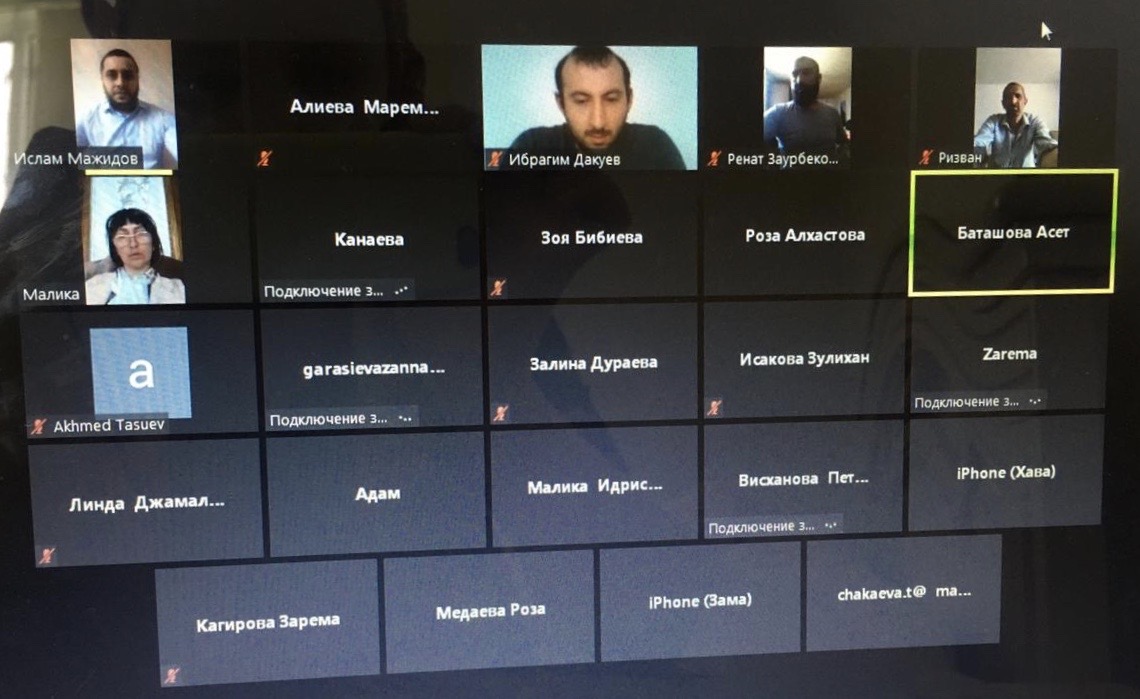 Ислам Мажидов
Алиева Марем...
Ибрагим Дакуев
Ренат Заурбеко...
Ризван
Малика
Канаева
Подключение з...
Зоя Бибиева
Роза Алхастова
Баташова Асет
a
Akhmed Tasuev
garasievazanna...
Подключение з...
Залина Дураева
Исакова Зулихан
Zarema
Подключение з...
Линда Джамал...
Адам
Малика Идрис...
Висханова Пет...
Подключение з...
iPhone (Хава)
Кагирова Зарема
Медаева Роза
iPhone (Зама)
chakaeva.t@ ma...